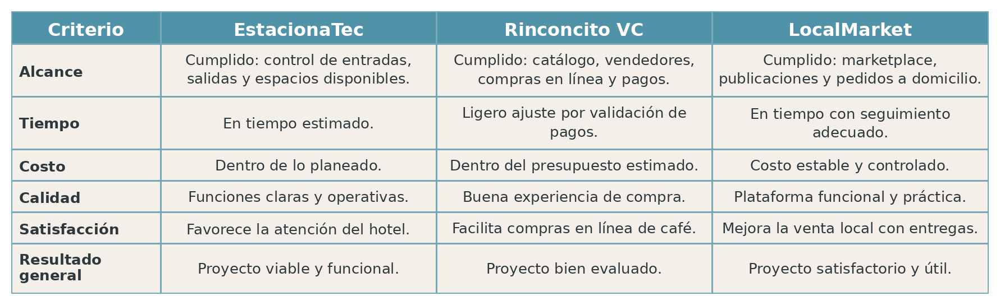 Criterio
EstacionaTec
Rinconcito VC
LocalMarket
Alcance
Cumplido: control de entradas,
salidas y espacios disponibles.
Cumplido: catálogo, vendedores,
compras en línea y pagos.
Cumplido: marketplace,
publicaciones y pedidos a domicilio.
Tiempo
En tiempo estimado.
Ligero ajuste por validación de
pagos.
En tiempo con seguimiento
adecuado.
Costo
Dentro de lo planeado.
Dentro del presupuesto estimado.
Costo estable y controlado.
Calidad
Funciones claras y operativas.
Buena experiencia de compra.
Plataforma funcional y práctica.
Satisfacción
Favorece la atención del hotel.
Facilita compras en línea de café.
Mejora la venta local con entregas.
Resultado
general
Proyecto viable y funcional.
Proyecto bien evaluado.
Proyecto satisfactorio y útil.